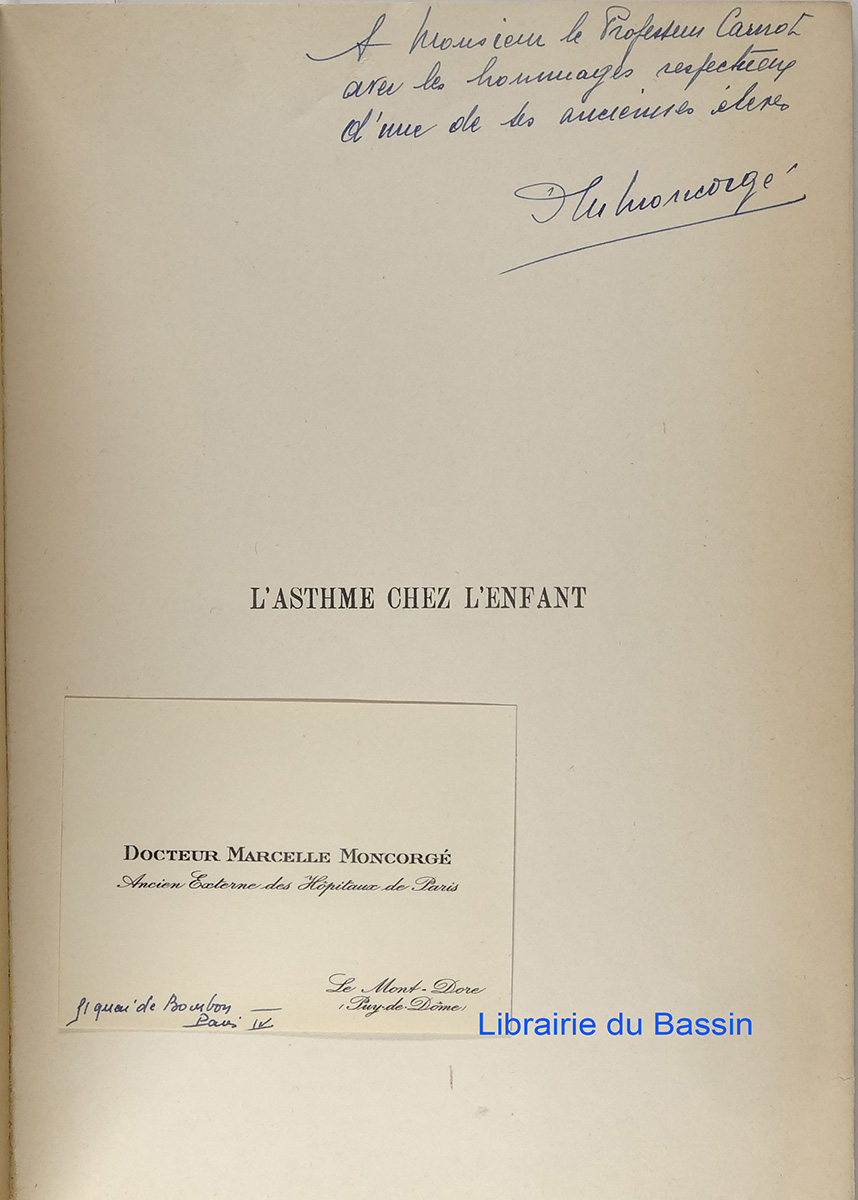 A Monsieur le Professeur Carnot
avec les hommages respectueux
d'une de ses anciennes élèves
Moncorgé
L'ASTHME CHEZ L'ENFANT
DOCTEUR MARCELLE MONCORGÉ
Ancien Externe des Hôpitaux de Paris
Le Mont-Dore
(Puy-de-Dôme)
quai de Bourbon
Paris IV
Librairie du Bassin